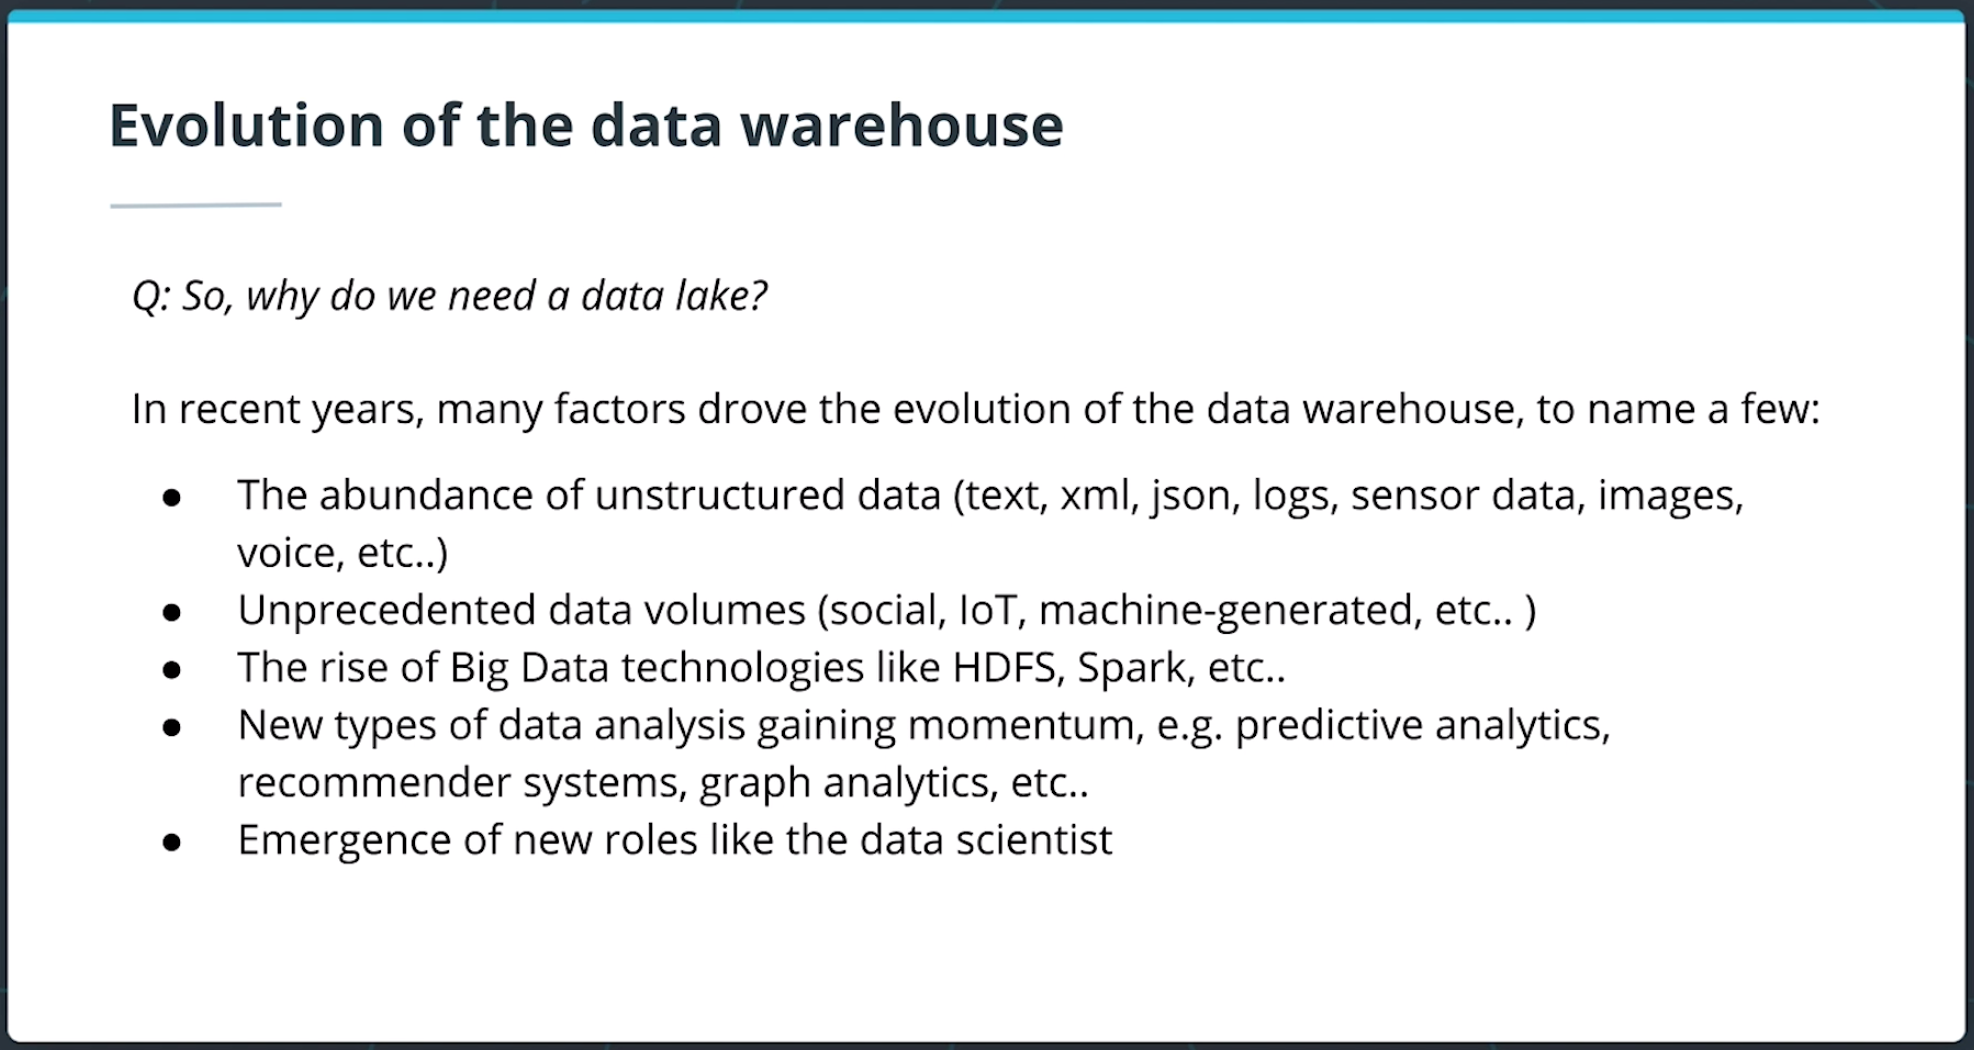 Evolution of the data warehouse
Q: So, why do we need a data lake?
In recent years, many factors drove the evolution of the data warehouse, to name a few:
● The abundance of unstructured data (text, xml, json, logs, sensor data, images,
voice, etc..)
● Unprecedented data volumes (social, IoT, machine-generated, etc.. )
● The rise of Big Data technologies like HDFS, Spark, etc..
● New types of data analysis gaining momentum, e.g. predictive analytics,
recommender systems, graph analytics, etc..
● Emergence of new roles like the data scientist